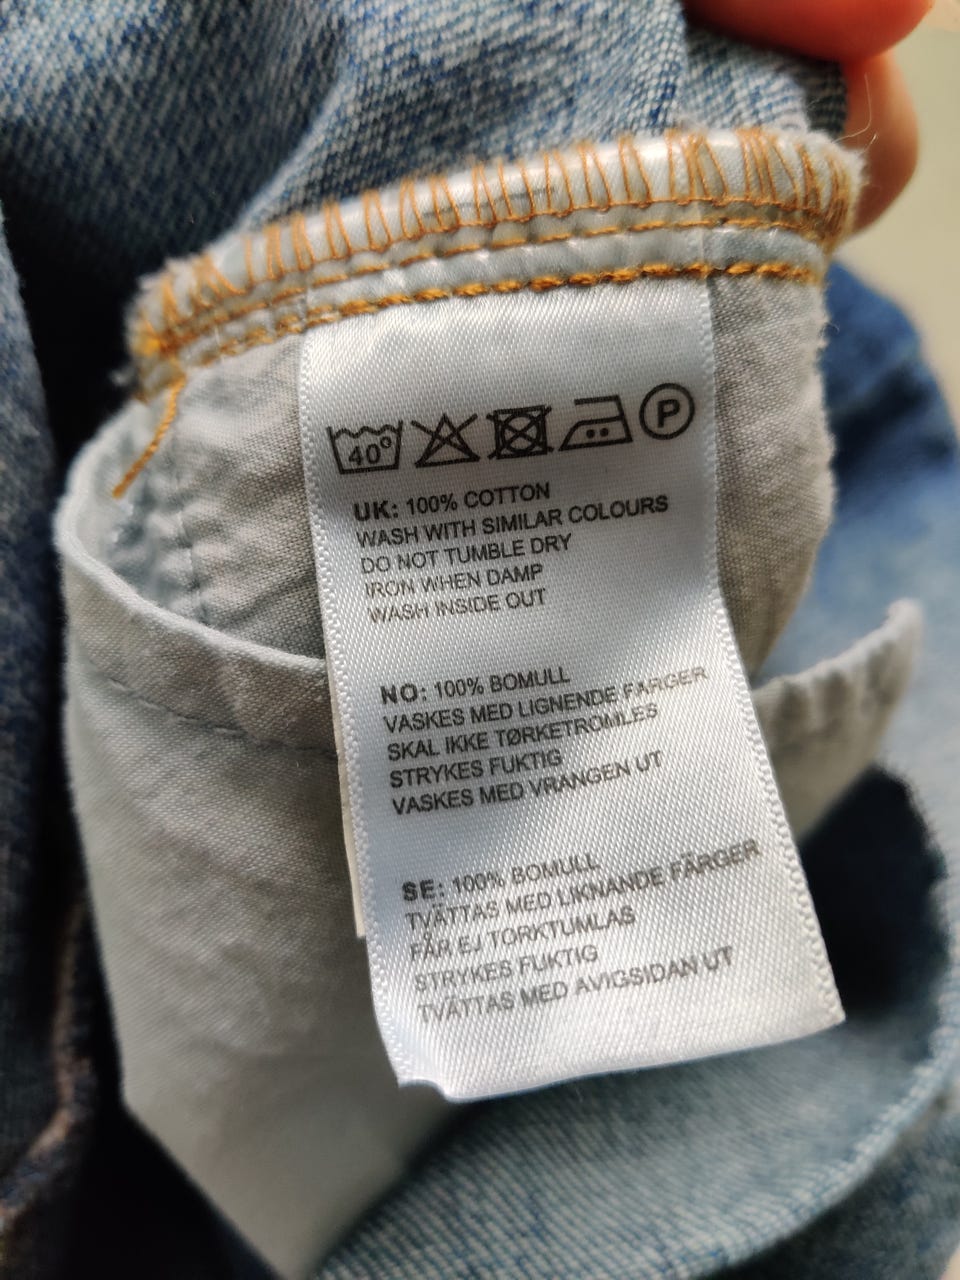 40° P
UK: 100% COTTON
WASH WITH SIMILAR COLOURS
DO NOT TUMBLE DRY
IRON WHEN DAMP
WASH INSIDE OUT
NO: 100% BOMULL
VASKES MED LIGNENDE FARGER
SKAL IKKE TØRKETROMLES
STRYKES FUKTIG
VASKES MED VRANGEN UT
SE: 100% BOMULL
TVÄTTAS MED LIKNANDE FÄRGER
FÅR EJ TORKTUMLAS
STRYKES FUKTIG
TVÄTTAS MED AVIGSIDAN UT